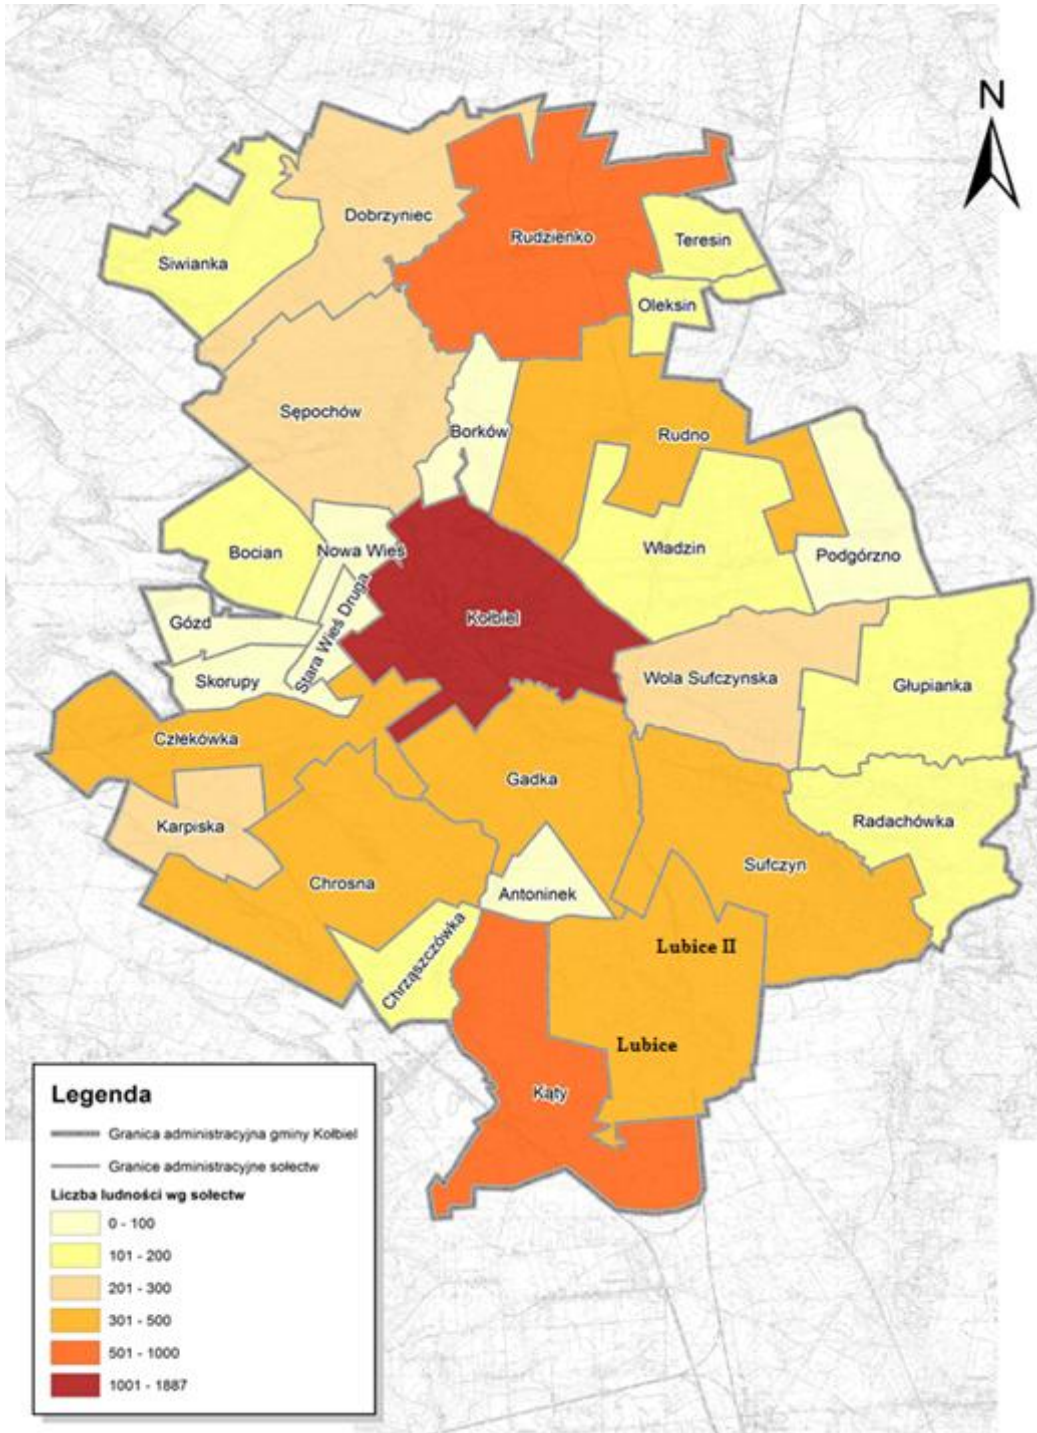 N
Dobrzyniec
Rudzienko
Teresin
Siwianka
Oleksin
Sępochów
Borków
Rudno
Bocian
Nowa Wieś
Władzin
Podgórzno
Gózd
Stara Wieś Druga
Kołbiel
Skorupy
Wola Sufczynska
Głupianka
Człekówka
Gadka
Karpiska
Radachówka
Chrosna
Sufczyn
Antoninek
Chrząszczówka
Lubice II
Lubice
Kąty
Legenda
Granica administracyjna gminy Kołbiel
Granice administracyjne sołectw
Liczba ludności wg sołectw
0 - 100
101 - 200
201 - 300
301 - 500
501 - 1000
1001 - 1887